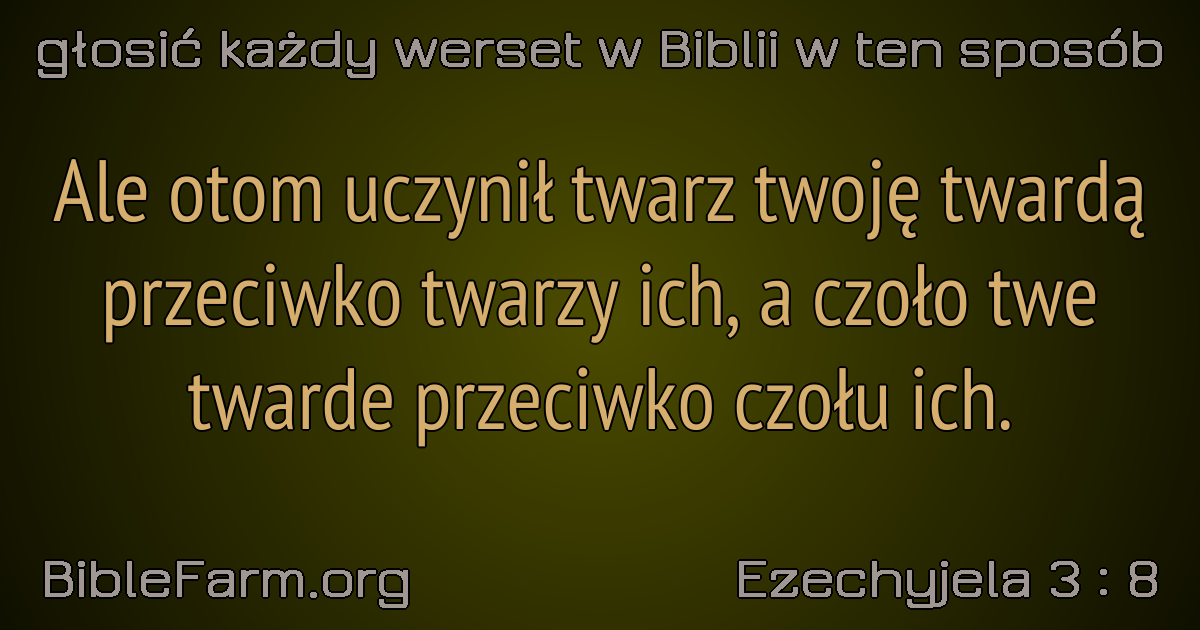 głosić każdy werset w Biblii w ten sposób
Ale otom uczynił twarz twoję twardą
przeciwko twarzy ich, a czoło twe
twarde przeciwko czołu ich.
BibleFarm.org
Ezechyjela 3 : 8